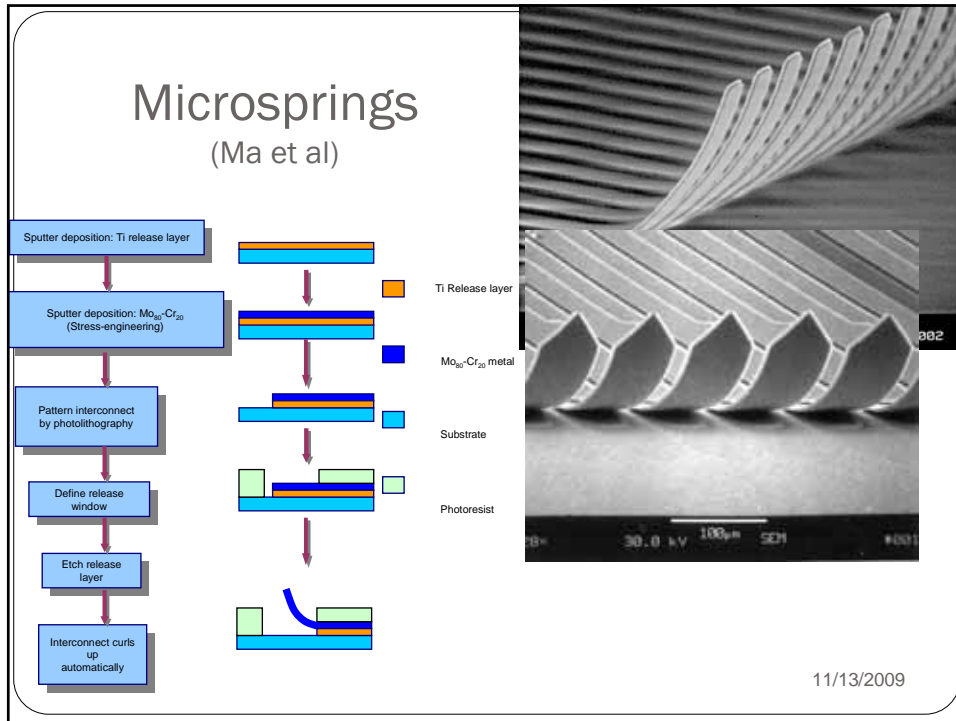 Microsprings
(Ma et al)
Sputter deposition: Ti release layer
Sputter deposition: Mo₈₀-Cr₂₀
(Stress-engineering)
Pattern interconnect
by photolithography
Define release
window
Etch release
layer
Interconnect curls
up
automatically
Ti Release layer
Mo₈₀-Cr₂₀ metal
Substrate
Photoresist
002
100µm
30.0 kV
SEM
11/13/2009